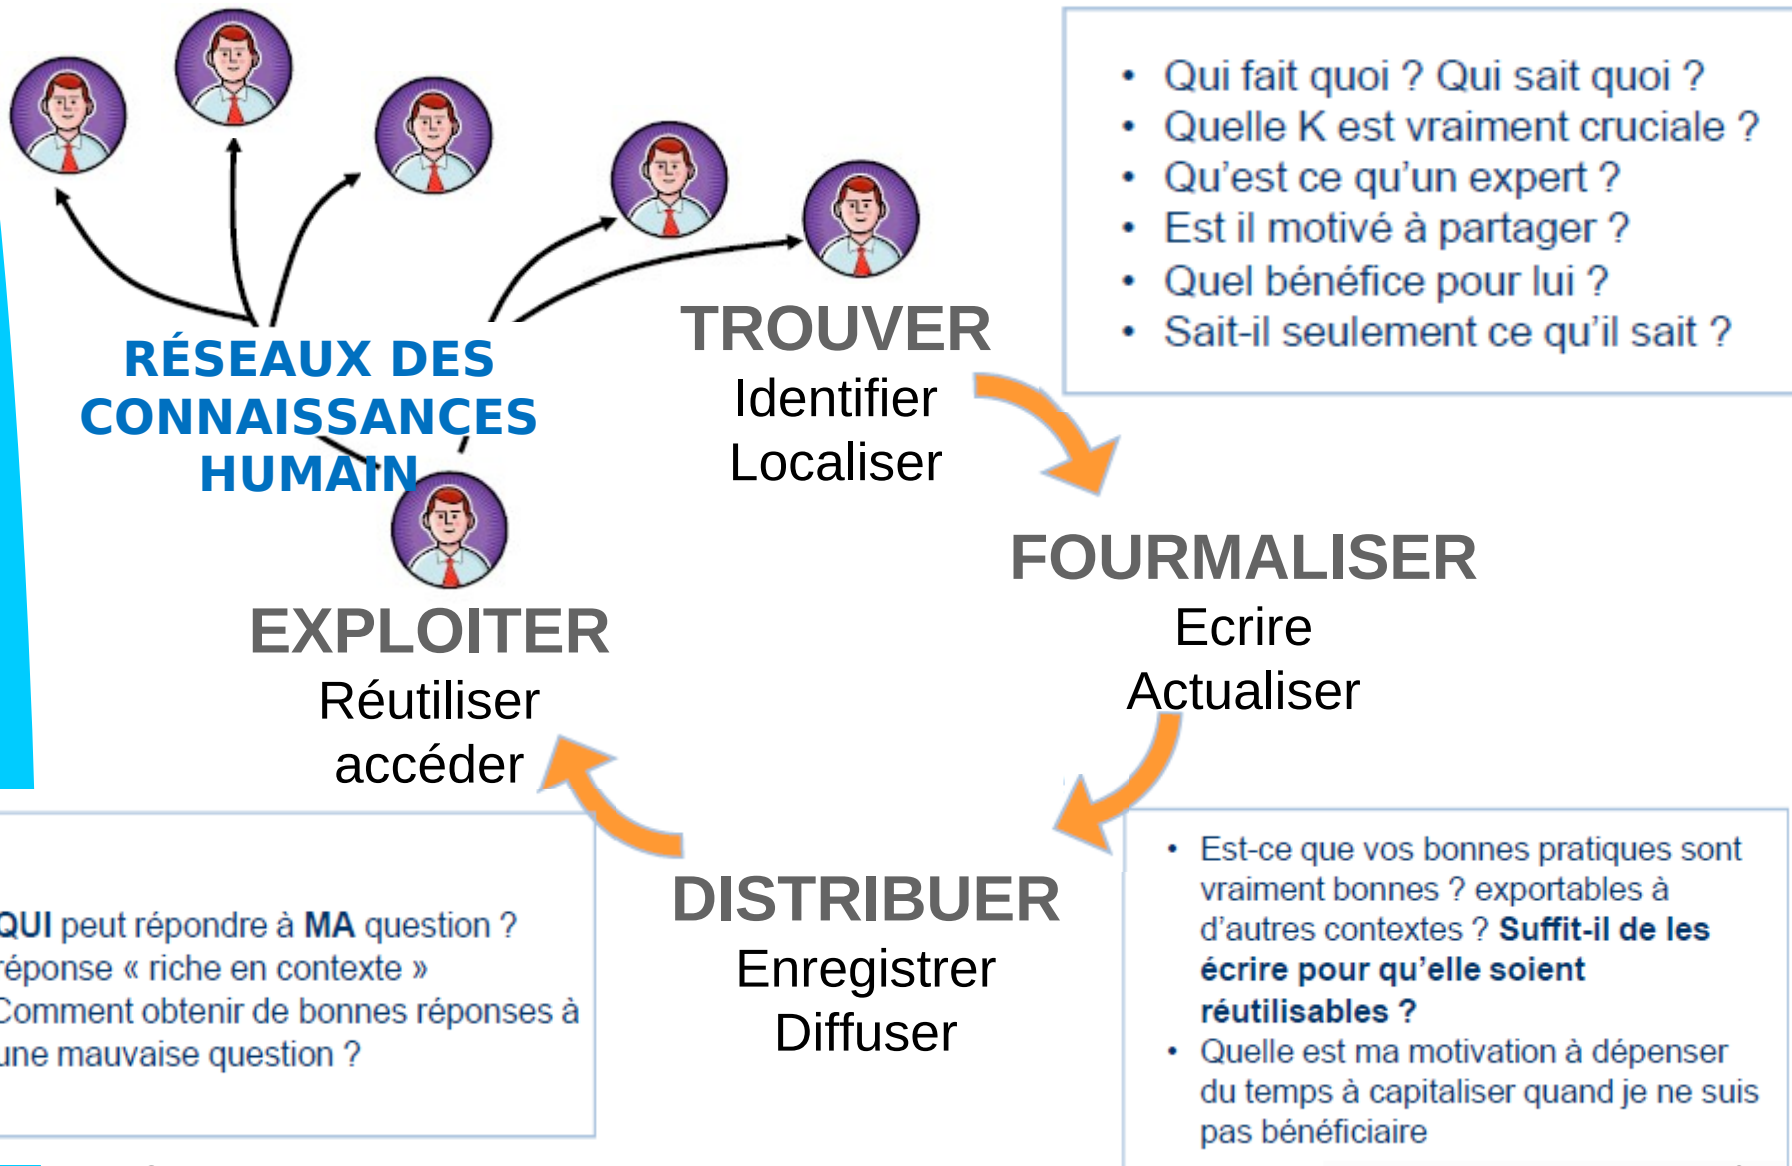 • Qui fait quoi ? Qui sait quoi ?
• Quelle K est vraiment cruciale ?
• Qu'est ce qu'un expert ?
• Est il motivé à partager ?
• Quel bénéfice pour lui ?
• Sait-il seulement ce qu'il sait ?
RÉSEAUX DES
CONNAISSANCES
HUMAIN
TROUVER
Identifier
Localiser
FOURMALISER
Ecrire
Actualiser
EXPLOITER
Réutiliser
accéder
DISTRIBUER
Enregistrer
Diffuser
QUI peut répondre à MA question ?
réponse « riche en contexte »
Comment obtenir de bonnes réponses à
une mauvaise question ?
• Est-ce que vos bonnes pratiques sont
vraiment bonnes ? exportables à
d'autres contextes ? Suffit-il de les
écrire pour qu'elle soient
réutilisables ?
• Quelle est ma motivation à dépenser
du temps à capitaliser quand je ne suis
pas bénéficiaire